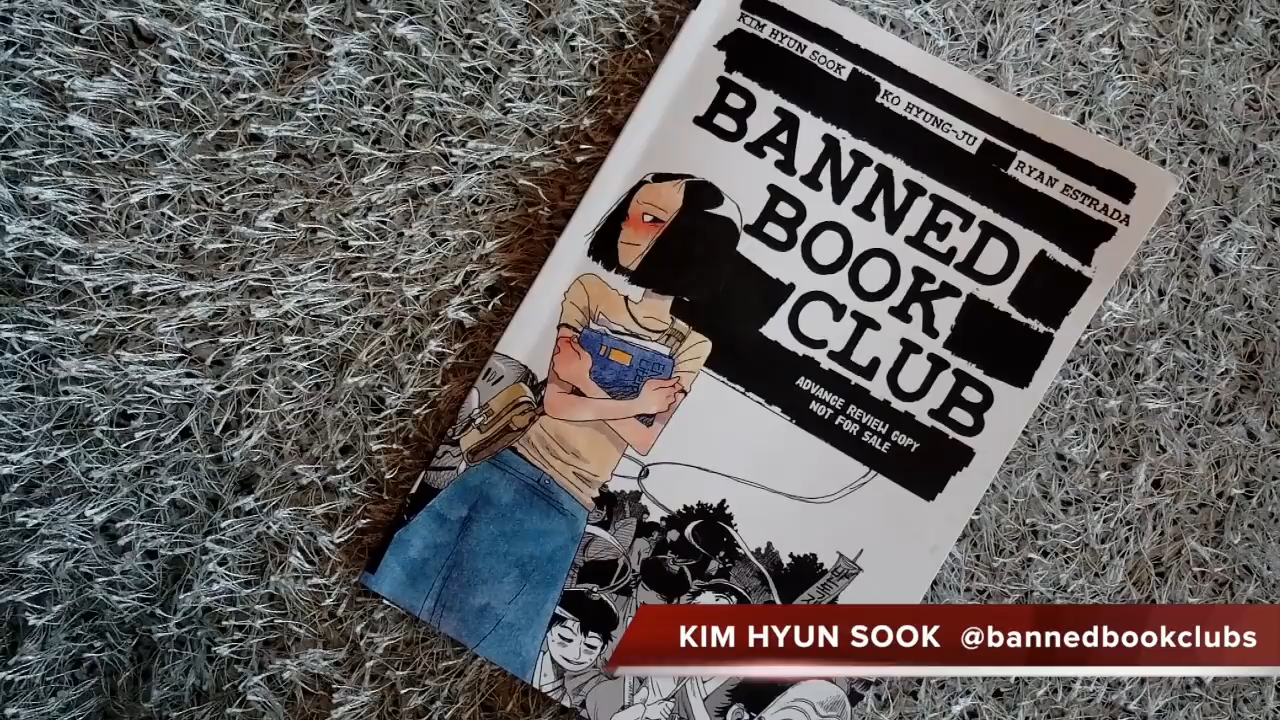 KIM HYUN SOOK
KO HYUNG-JU
RYAN ESTRADA
BANNED
BOOK
CLUB
ADVANCE REVIEW COPY
NOT FOR SALE
KIM HYUN SOOK @bannedbookclubs